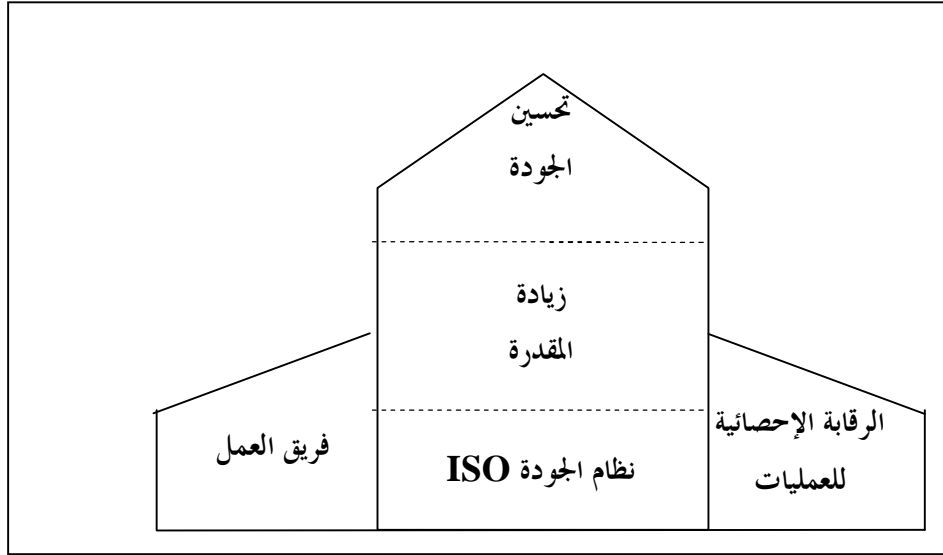 تحسين
الجودة
زيادة
المقدرة
الرقابة الإحصائية
للعمليات
نظام الجودة ISO
فريق العمل